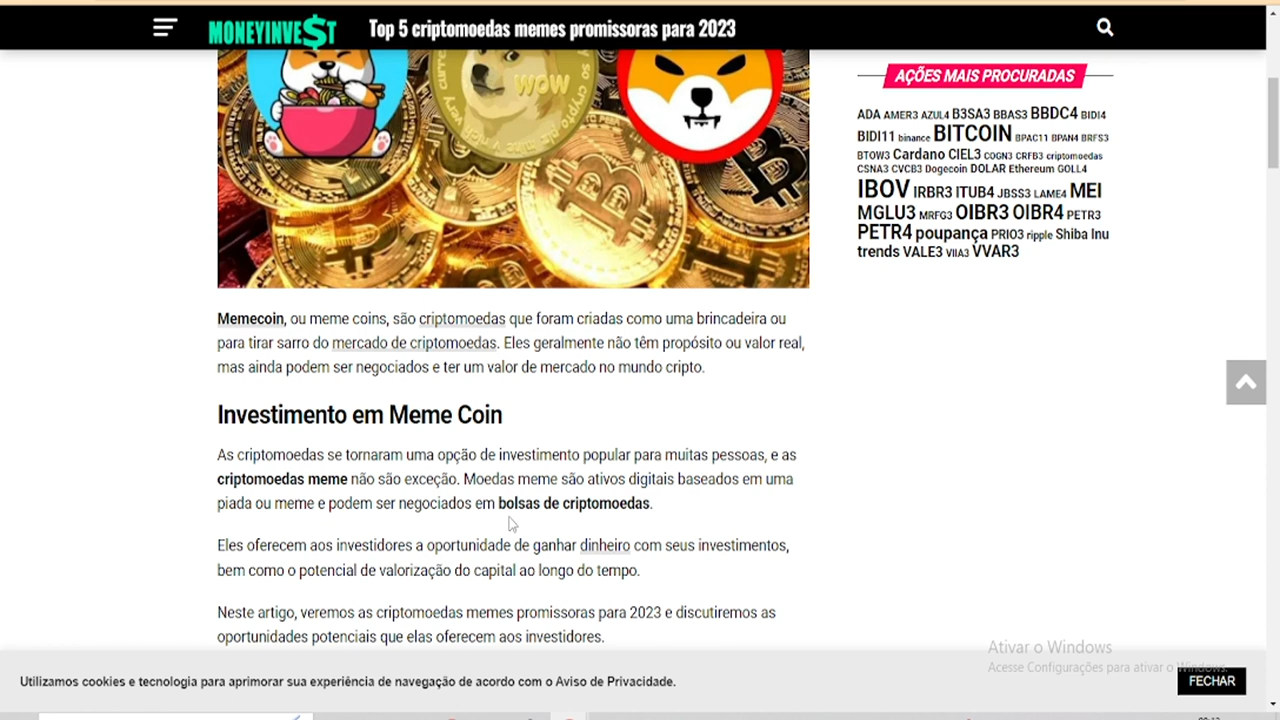 MONEYINVE$T
Top 5 criptomoedas memes promissoras para 2023
WOW
very currency
so crypto
AÇÕES MAIS PROCURADAS
ADA AMER3 AZUL4 B3SA3 BBAS3 BBDC4 BIDI4
BIDI11 binance BITCOIN BPAC11 BPAN4 BRFS3
BTOW3 Cardano CIEL3 COGN3 CRFB3 criptomoedas
CSNA3 CVCB3 Dogecoin DOLAR Ethereum GOLL4
IBOV IRBR3 ITUB4 JBSS3 LAME4 MEI
MGLU3 MRFG3 OIBR3 OIBR4 PETR3
PETR4 poupança PRIO3 ripple Shiba Inu
trends VALE3 VIIA3 VVAR3
Memecoin, ou meme coins, são criptomoedas que foram criadas como uma brincadeira ou
para tirar sarro do mercado de criptomoedas. Eles geralmente não têm propósito ou valor real,
mas ainda podem ser negociados e ter um valor de mercado no mundo cripto.
Investimento em Meme Coin
As criptomoedas se tornaram uma opção de investimento popular para muitas pessoas, e as
criptomoedas meme não são exceção. Moedas meme são ativos digitais baseados em uma
piada ou meme e podem ser negociados em bolsas de criptomoedas.
Eles oferecem aos investidores a oportunidade de ganhar dinheiro com seus investimentos,
bem como o potencial de valorização do capital ao longo do tempo.
Neste artigo, veremos as criptomoedas memes promissoras para 2023 e discutiremos as
oportunidades potenciais que elas oferecem aos investidores.
Ativar o Windows
Acesse Configurações para ativar o Windows.
Utilizamos cookies e tecnologia para aprimorar sua experiência de navegação de acordo com o Aviso de Privacidade.
FECHAR